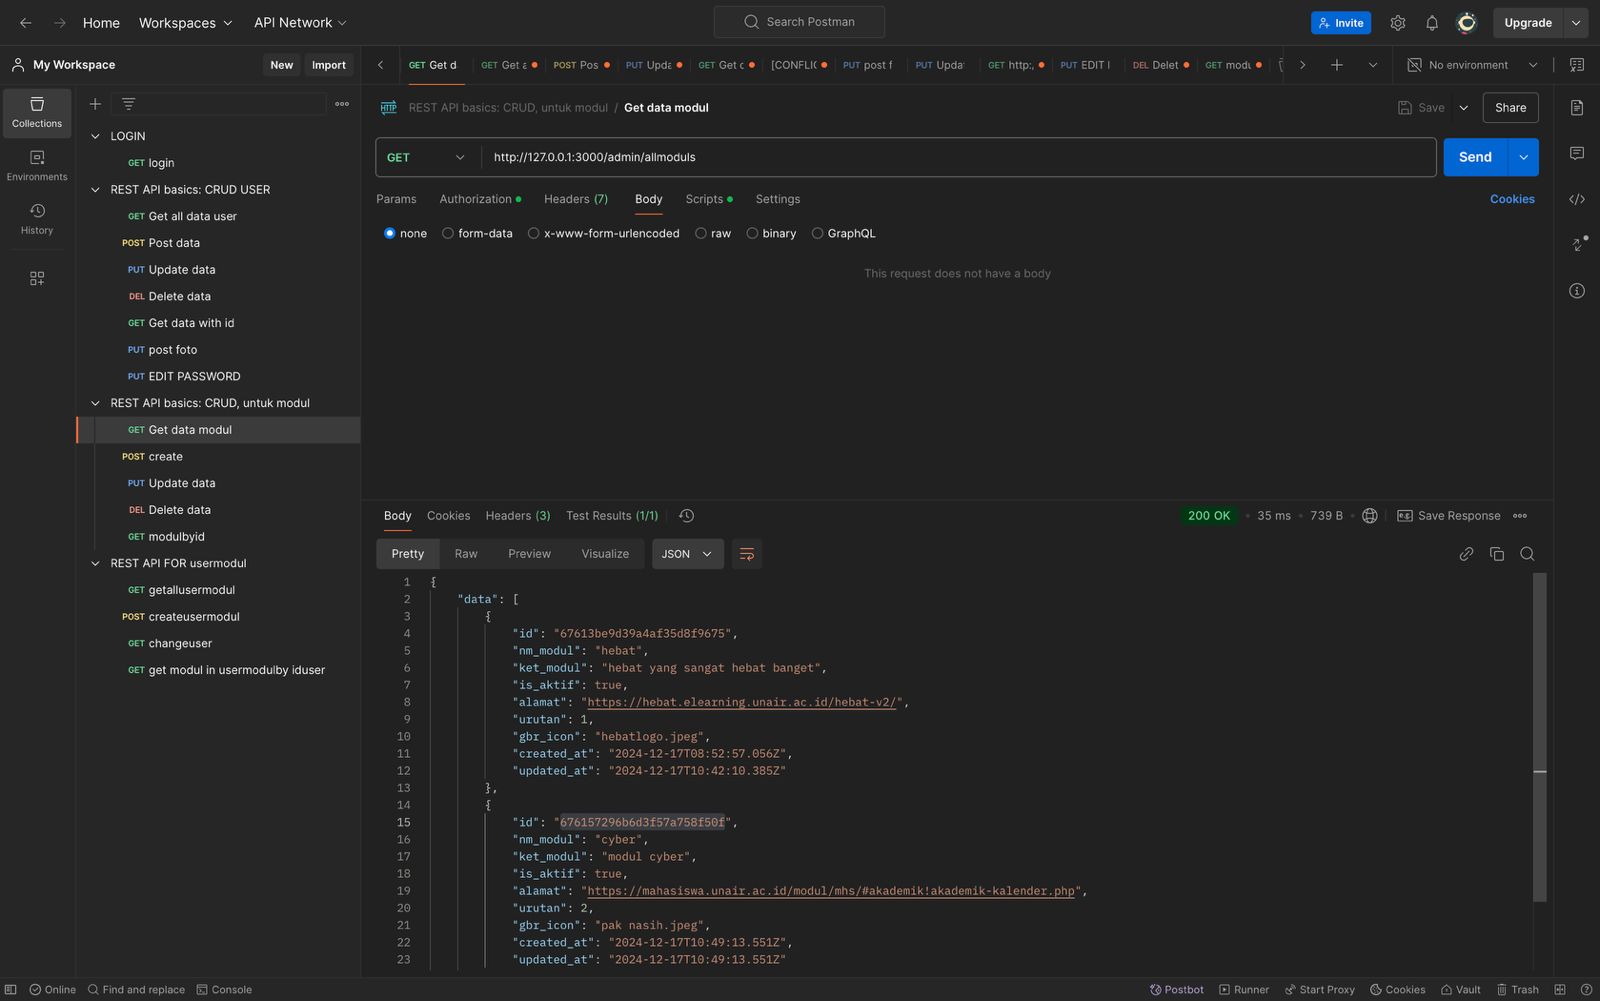 Home Workspaces API Network Search Postman Invite Upgrade
My Workspace New Import GET Get d GET Get a POST Pos PUT Upda GET Get c [CONFLIC PUT post f PUT Upda GET http:, PUT EDIT I DEL Delet GET modu No environment
Collections
Environments
History
LOGIN
GET login
REST API basics: CRUD USER
GET Get all data user
POST Post data
PUT Update data
DEL Delete data
GET Get data with id
PUT post foto
PUT EDIT PASSWORD
REST API basics: CRUD, untuk modul
GET Get data modul
POST create
PUT Update data
DEL Delete data
GET modulbyid
REST API FOR usermodul
GET getallusermodul
POST createusermodul
GET changeuser
GET get modul in usermodulby iduser
HTTP REST API basics: CRUD, untuk modul / Get data modul Save Share
GET http://127.0.0.1:3000/admin/allmoduls Send
Params Authorization Headers (7) Body Scripts Settings Cookies
none form-data x-www-form-urlencoded raw binary GraphQL
This request does not have a body
Body Cookies Headers (3) Test Results (1/1) 200 OK • 35 ms • 739 B • e.g. Save Response
Pretty Raw Preview Visualize JSON
1 {
2 "data": [
3 {
4 "id": "67613be9d39a4af35d8f9675",
5 "nm_modul": "hebat",
6 "ket_modul": "hebat yang sangat hebat banget",
7 "is_aktif": true,
8 "alamat": "https://hebat.elearning.unair.ac.id/hebat-v2/",
9 "urutan": 1,
10 "gbr_icon": "hebatlogo.jpeg",
11 "created_at": "2024-12-17T08:52:57.056Z",
12 "updated_at": "2024-12-17T10:42:10.385Z"
13 },
14 {
15 "id": "676157296b6d3f57a758f50f",
16 "nm_modul": "cyber",
17 "ket_modul": "modul cyber",
18 "is_aktif": true,
19 "alamat": "https://mahasiswa.unair.ac.id/modul/mhs/#akademik!akademik-kalender.php",
20 "urutan": 2,
21 "gbr_icon": "pak nasih.jpeg",
22 "created_at": "2024-12-17T10:49:13.551Z",
23 "updated_at": "2024-12-17T10:49:13.551Z"
Online Find and replace Console Postbot Runner Start Proxy Cookies Vault Trash